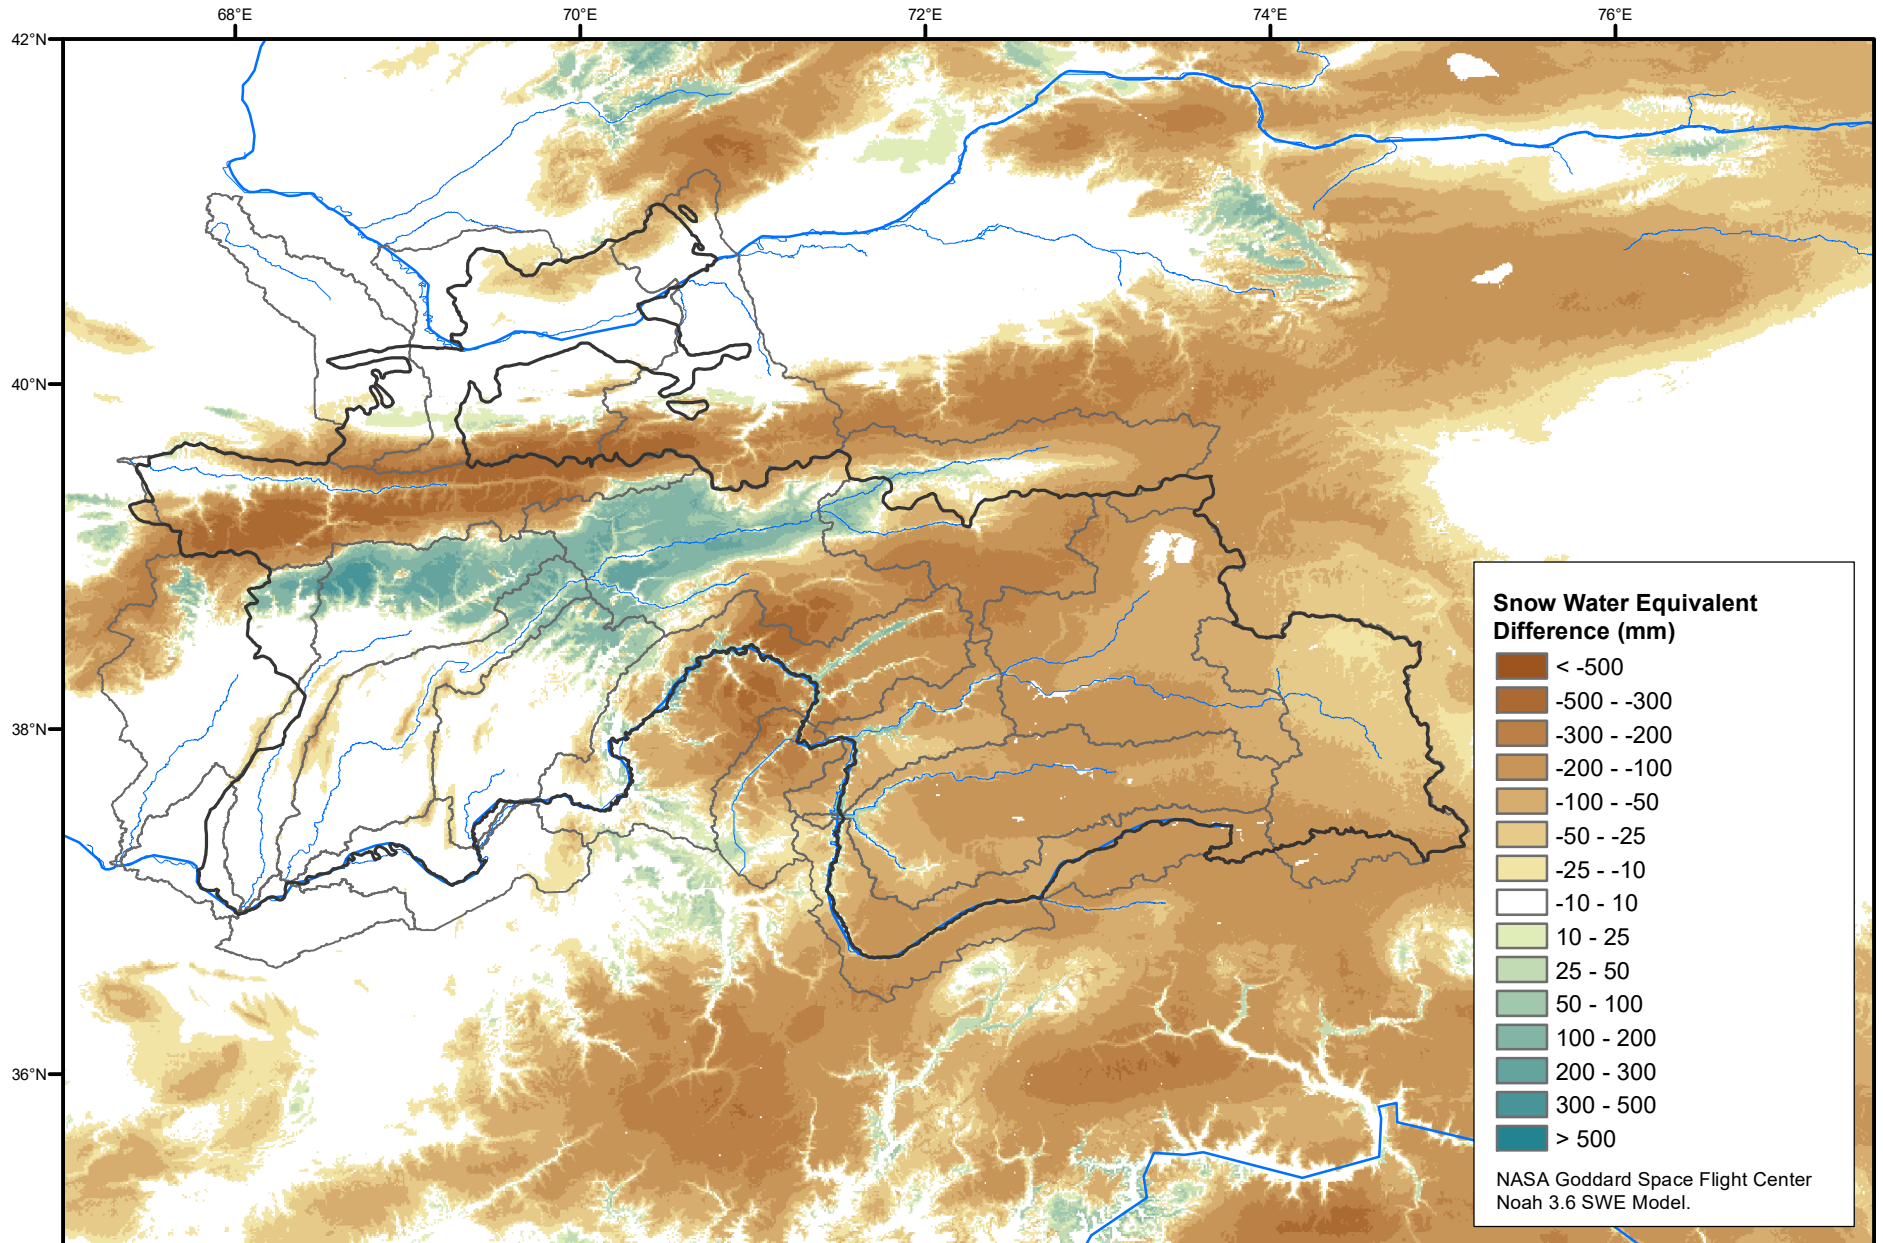 68°E
70°E
72°E
74°E
76°E
42°N
40°N
38°N
36°N
Snow Water Equivalent
Difference (mm)
< -500
-500 - -300
-300 - -200
-200 - -100
-100 - -50
-50 - -25
-25 - -10
-10 - 10
10 - 25
25 - 50
50 - 100
100 - 200
200 - 300
300 - 500
> 500
NASA Goddard Space Flight Center
Noah 3.6 SWE Model.